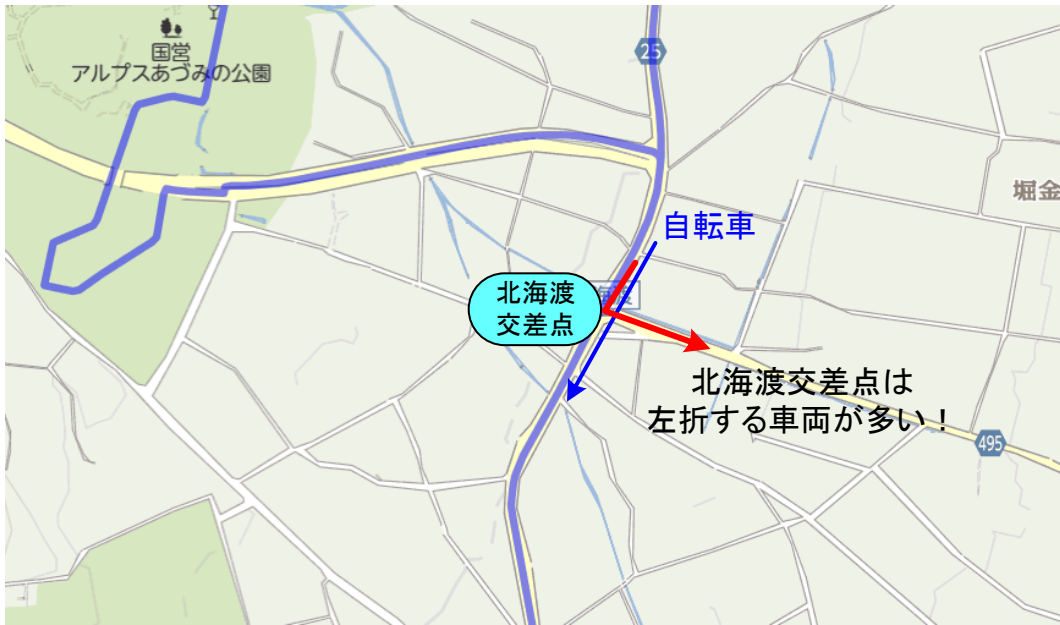 25
国営
アルプスあづみの公園
堀金
自転車
北海渡
交差点
北海渡交差点は
左折する車両が多い！
495